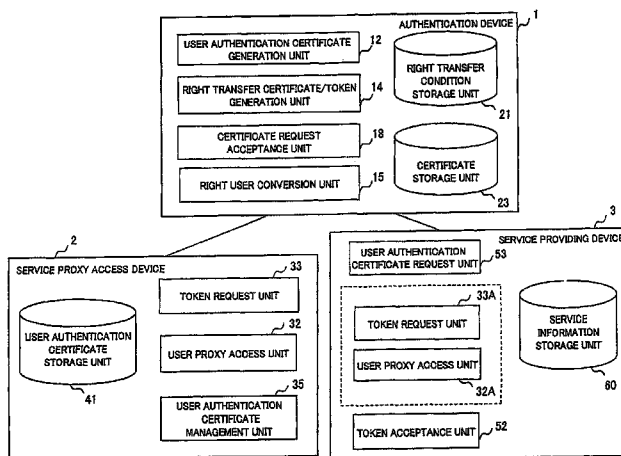 AUTHENTICATION DEVICE
1
USER AUTHENTICATION CERTIFICATE
GENERATION UNIT
12
RIGHT TRANSFER CERTIFICATE/TOKEN
GENERATION UNIT
14
CERTIFICATE REQUEST
ACCEPTANCE UNIT
18
RIGHT USER CONVERSION UNIT
15
RIGHT TRANSFER
CONDITION
STORAGE UNIT
21
CERTIFICATE
STORAGE UNIT
23
2
SERVICE PROXY ACCESS DEVICE
33
TOKEN REQUEST UNIT
32
USER PROXY ACCESS UNIT
35
USER AUTHENTICATION
CERTIFICATE
MANAGEMENT UNIT
USER AUTHENTICATION
CERTIFICATE
STORAGE UNIT
41
3
SERVICE PROVIDING DEVICE
USER AUTHENTICATION
CERTIFICATE REQUEST UNIT
53
33A
TOKEN REQUEST UNIT
USER PROXY ACCESS UNIT
32A
TOKEN ACCEPTANCE UNIT
52
SERVICE
INFORMATION
STORAGE UNIT
60